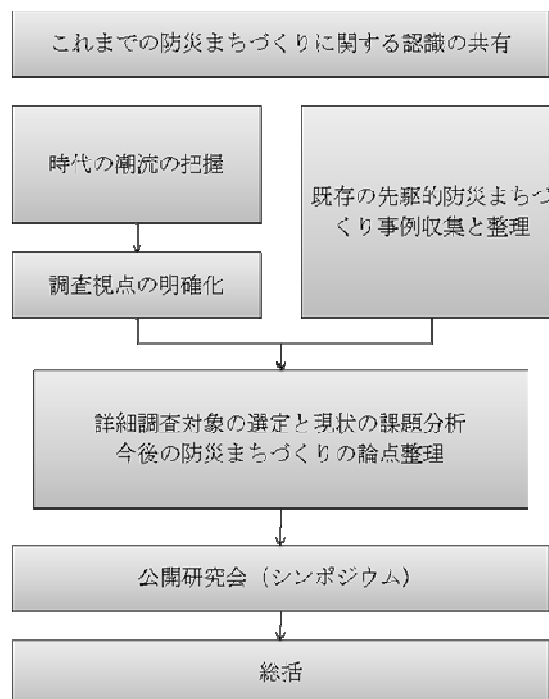 これまでの防災まちづくりに関する認識の共有
時代の潮流の把握
調査視点の明確化
既存の先駆的防災まちづ
くり事例収集と整理
詳細調査対象の選定と現状の課題分析
今後の防災まちづくりの論点整理
公開研究会（シンポジウム）
総括